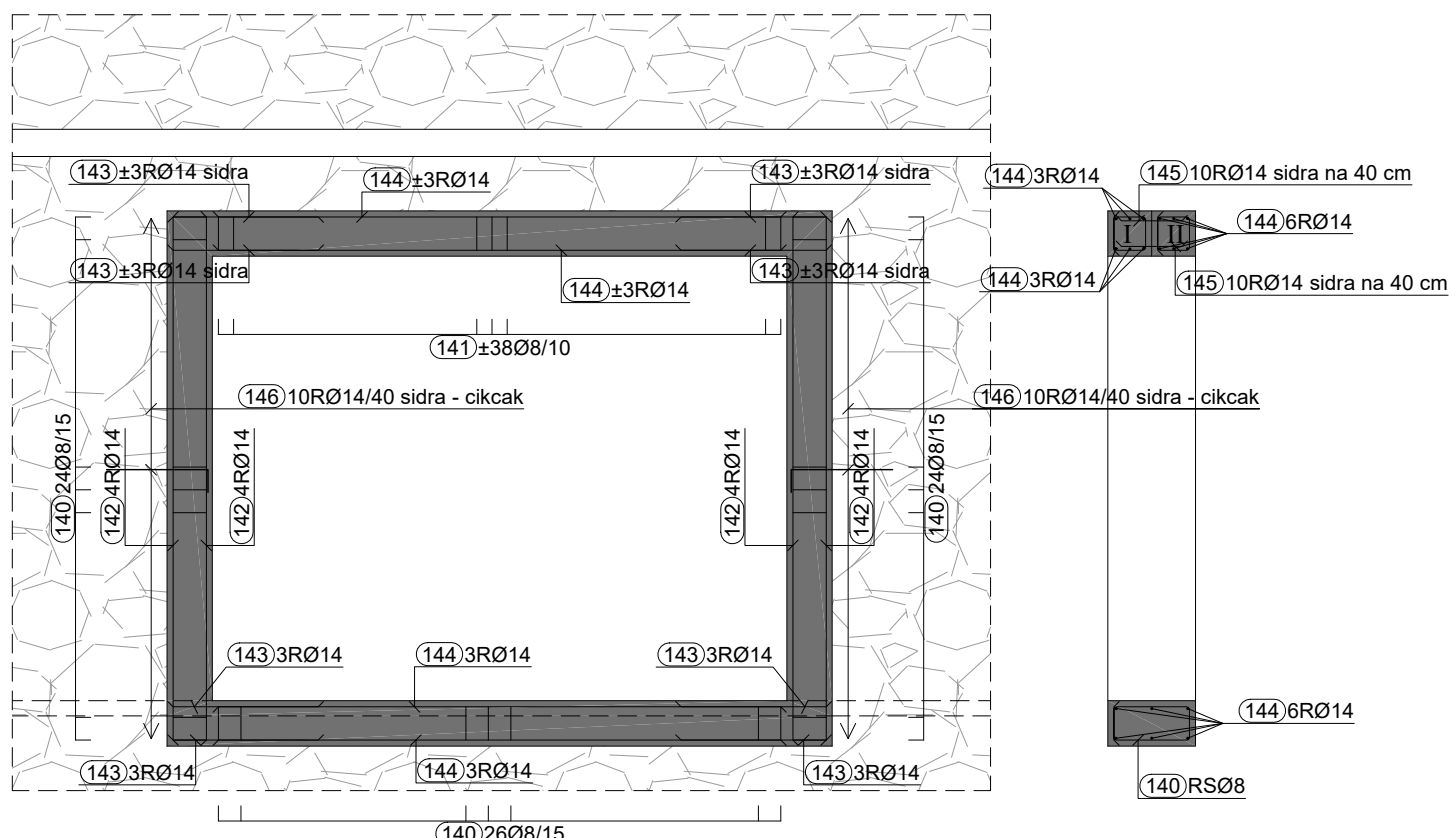 143 ±3RØ14 sidra
144 ±3RØ14
143 ±3RØ14 sidra
144 3RØ14
145 10RØ14 sidra na 40 cm
144 6RØ14
I II
143 ±3RØ14 sidra
143 ±3RØ14 sidra
144 ±3RØ14
144 3RØ14
145 10RØ14 sidra na 40 cm
141 ±38Ø8/10
146 10RØ14/40 sidra - cikcak
146 10RØ14/40 sidra - cikcak
140 24Ø8/15
142 4RØ14
142 4RØ14
142 4RØ14
142 4RØ14
140 24Ø8/15
143 3RØ14
144 3RØ14
143 3RØ14
144 6RØ14
143 3RØ14
144 3RØ14
143 3RØ14
140 RSØ8
140 26Ø8/15